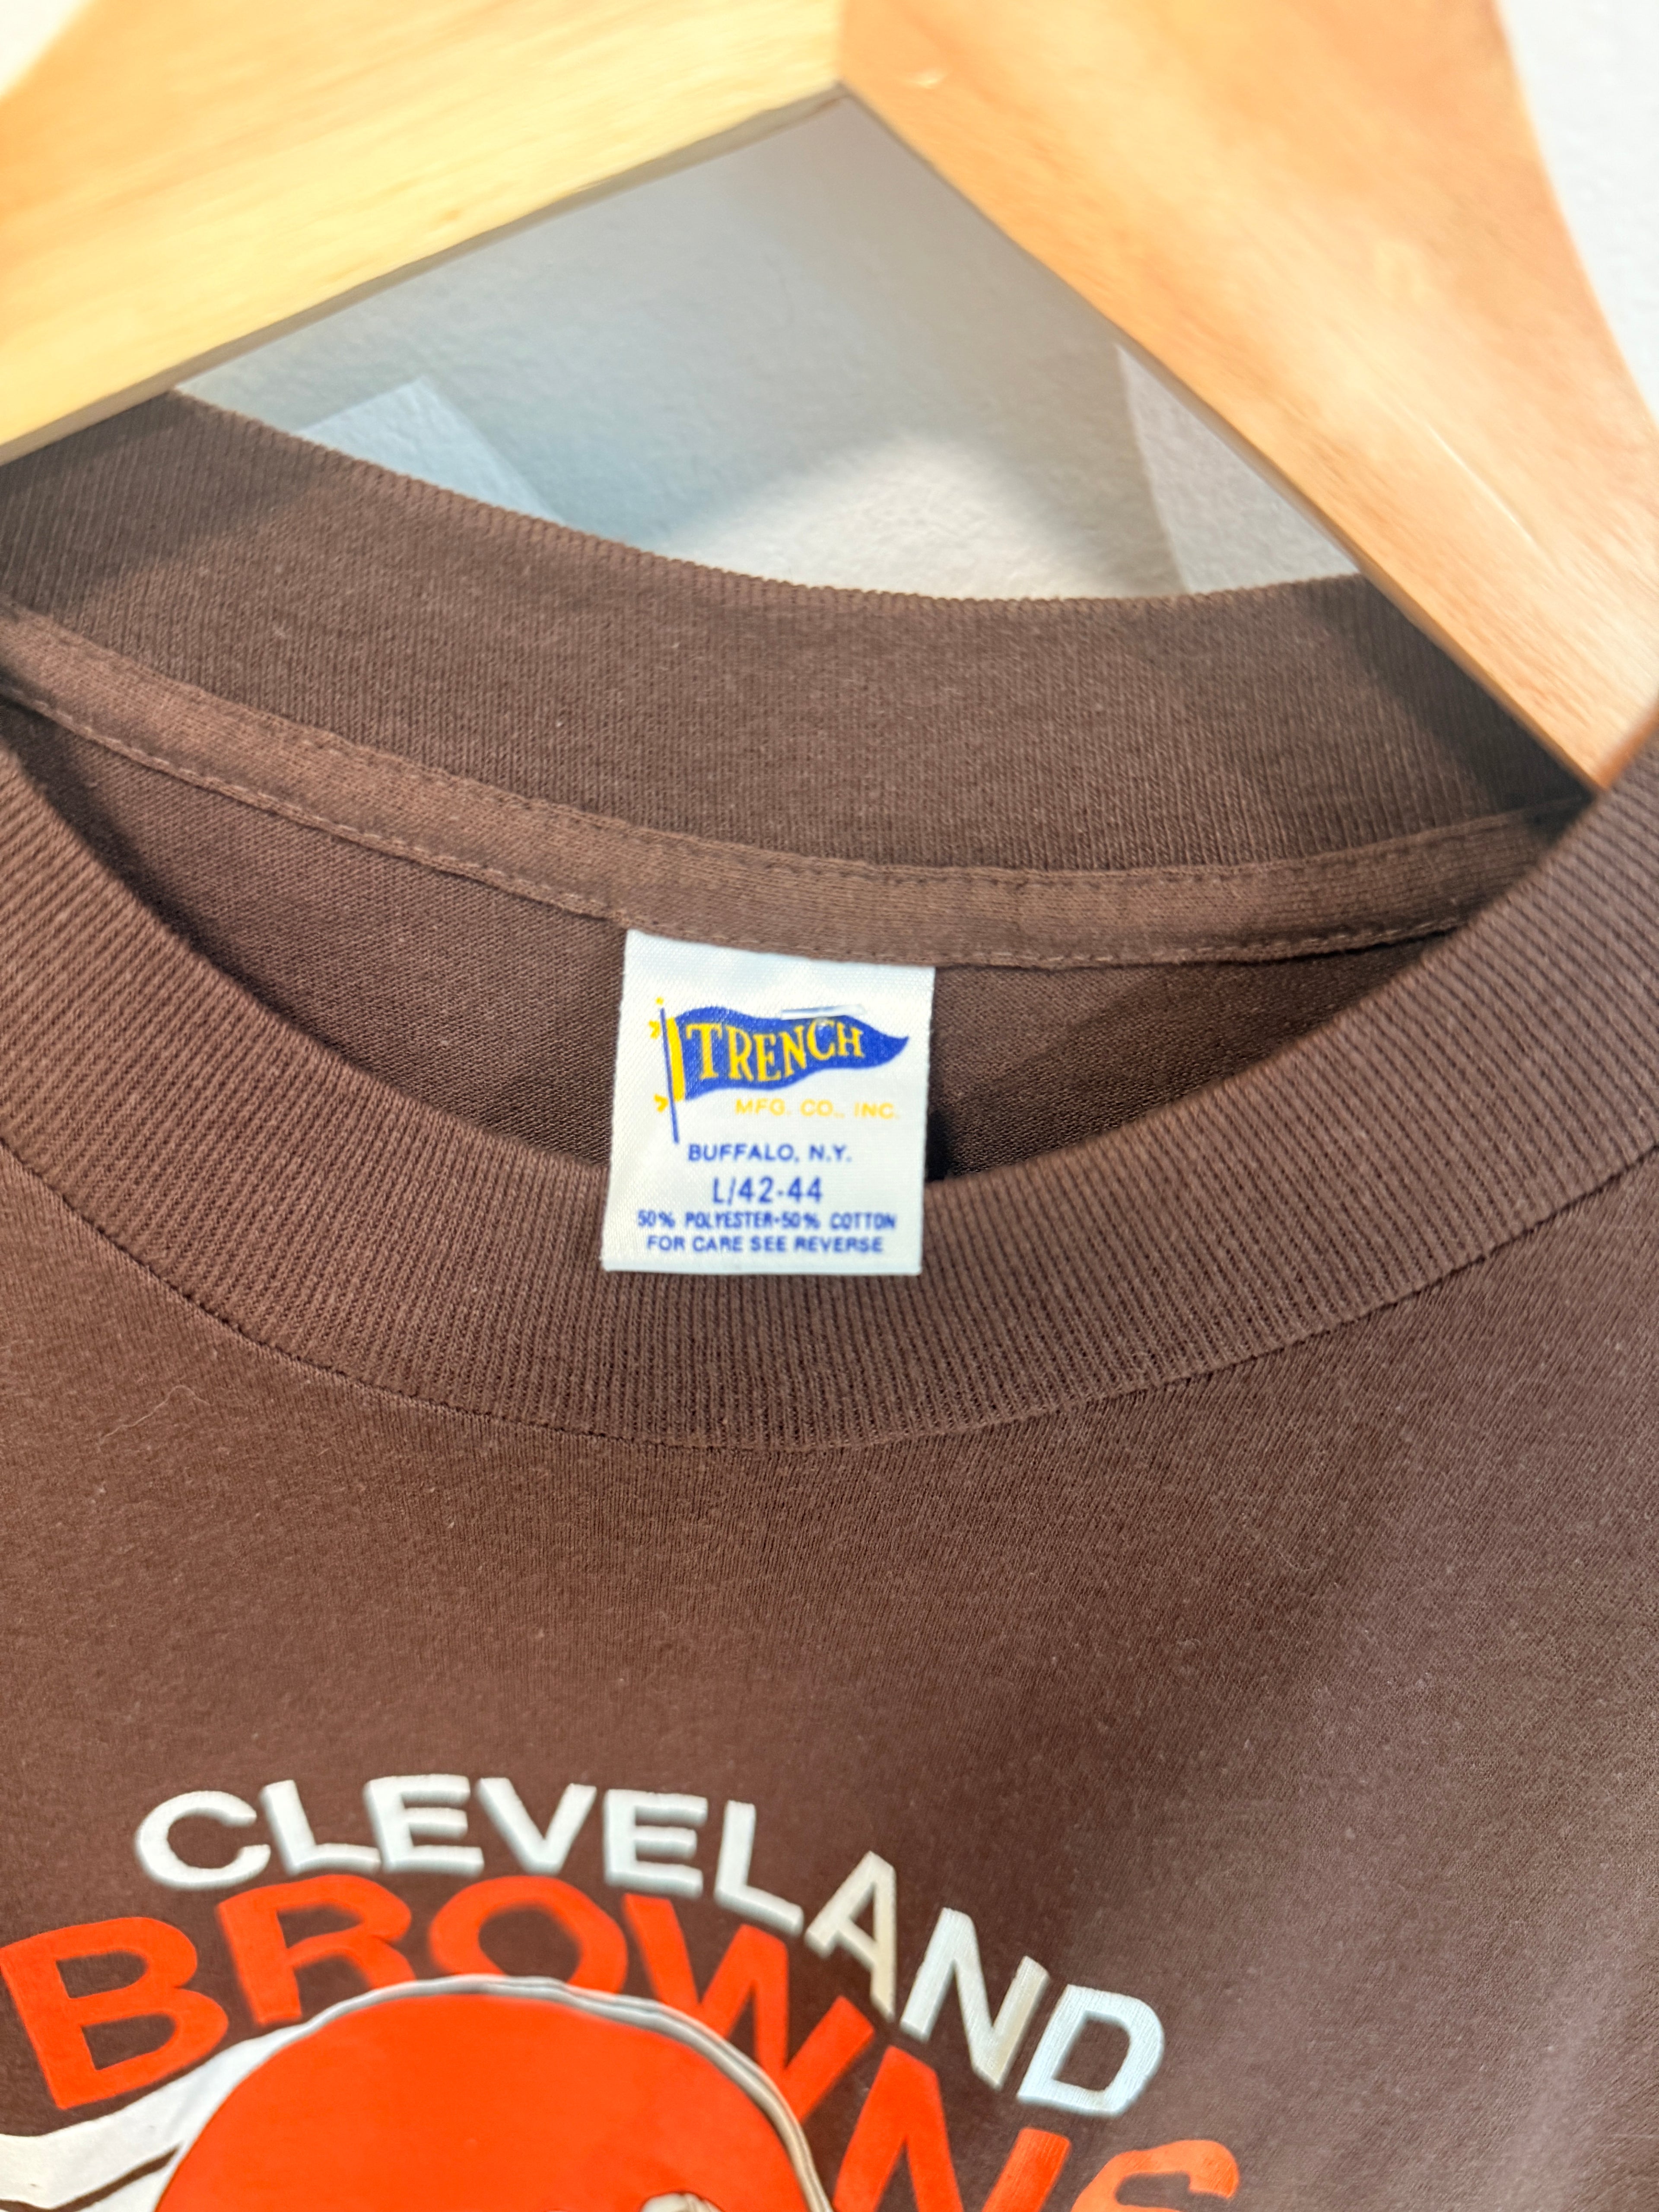 TRENCH
MFG. CO., INC.
BUFFALO, N.Y.
L/42-44
50% POLYESTER-50% COTTON
FOR CARE SEE REVERSE
CLEVELAND
BROWNS